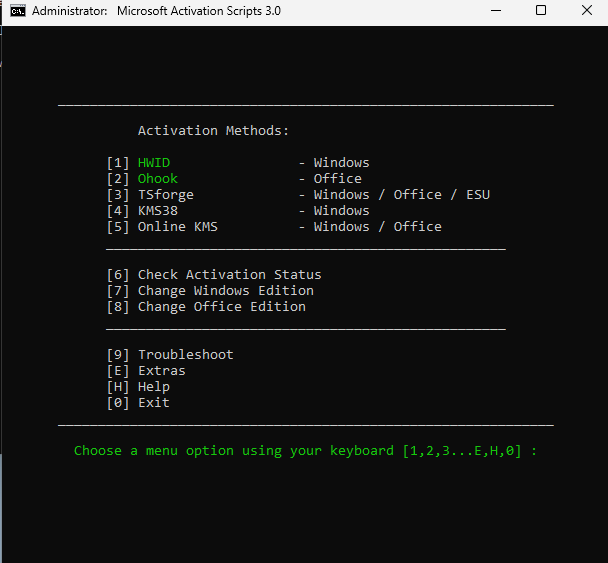 Administrator: Microsoft Activation Scripts 3.0
Activation Methods:
[1] HWID - Windows
[2] Ohook - Office
[3] TSforge - Windows / Office / ESU
[4] KMS38 - Windows
[5] Online KMS - Windows / Office
[6] Check Activation Status
[7] Change Windows Edition
[8] Change Office Edition
[9] Troubleshoot
[E] Extras
[H] Help
[0] Exit
Choose a menu option using your keyboard [1,2,3...E,H,0] :